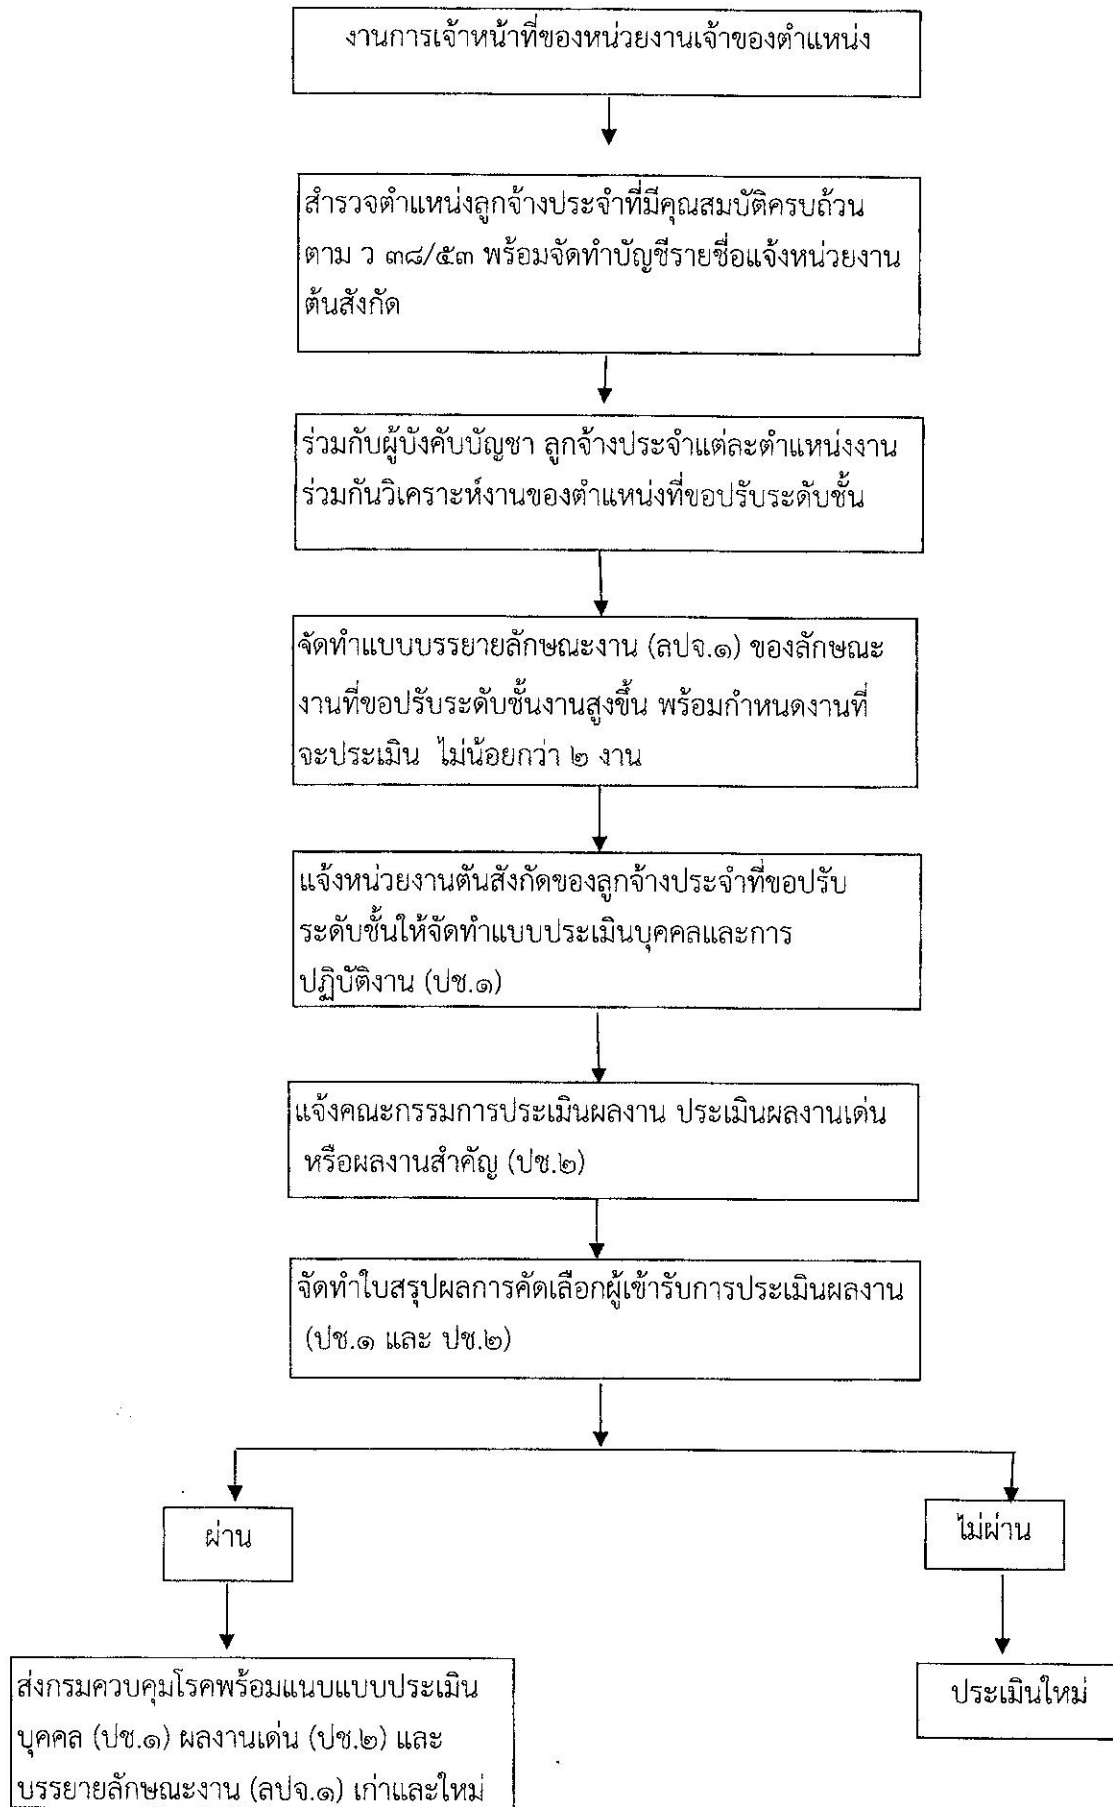 งานการเจ้าหน้าที่ของหน่วยงานเจ้าของตำแหน่ง
สำรวจตำแหน่งลูกจ้างประจำที่มีคุณสมบัติครบถ้วน
ตาม ว ๓๘/๕๓ พร้อมจัดทำบัญชีรายชื่อแจ้งหน่วยงาน
ต้นสังกัด
ร่วมกับผู้บังคับบัญชา ลูกจ้างประจำแต่ละตำแหน่งงาน
ร่วมกันวิเคราะห์งานของตำแหน่งที่ขอปรับระดับชั้น
จัดทำแบบบรรยายลักษณะงาน (ลปจ.๑) ของลักษณะ
งานที่ขอปรับระดับชั้นงานสูงขึ้น พร้อมกำหนดงานที่
จะประเมิน ไม่น้อยกว่า ๒ งาน
แจ้งหน่วยงานต้นสังกัดของลูกจ้างประจำที่ขอปรับ
ระดับชั้นให้จัดทำแบบประเมินบุคคลและการ
ปฏิบัติงาน (ปช.๑)
แจ้งคณะกรรมการประเมินผลงาน ประเมินผลงานเด่น
หรือผลงานสำคัญ (ปช.๒)
จัดทำใบสรุปผลการคัดเลือกผู้เข้ารับการประเมินผลงาน
(ปช.๑ และ ปช.๒)
ผ่าน
ไม่ผ่าน
ส่งกรมควบคุมโรคพร้อมแนบแบบประเมิน
บุคคล (ปช.๑) ผลงานเด่น (ปช.๒) และ
บรรยายลักษณะงาน (ลปจ.๑) เก่าและใหม่
ประเมินใหม่